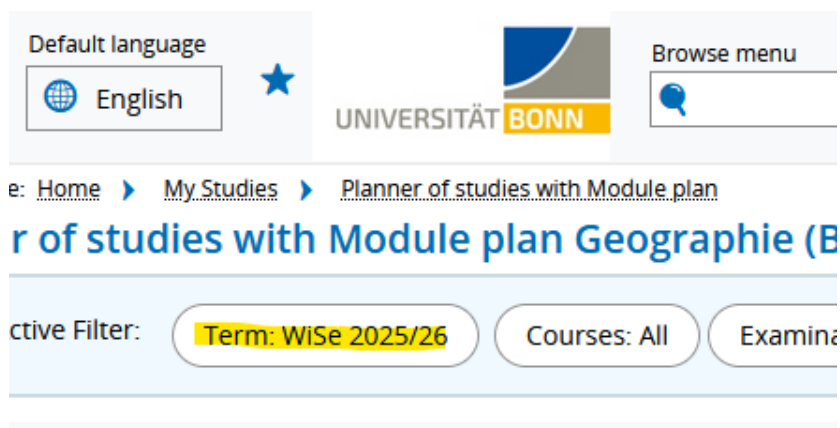 Default language
English
UNIVERSITÄT BONN
Browse menu
e: Home My Studies Planner of studies with Module plan
r of studies with Module plan Geographie (B
ctive Filter: Term: WiSe 2025/26 Courses: All Examina